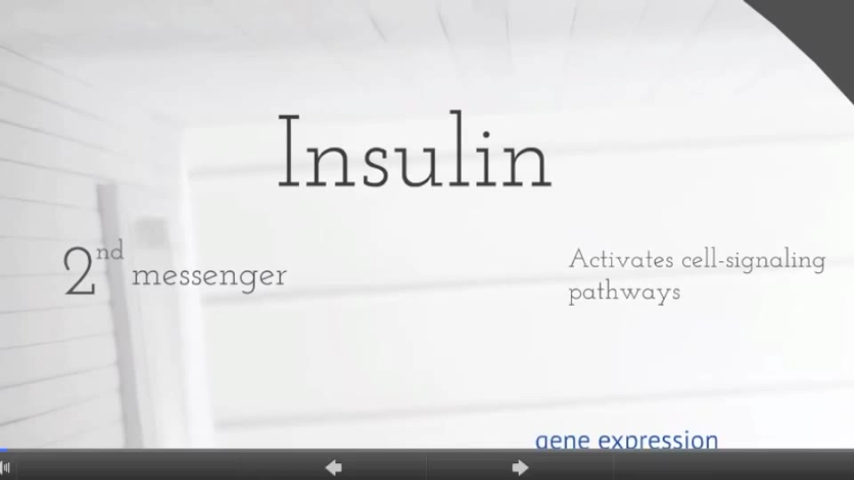 Insulin
2nd messenger
Activates cell-signaling
pathways
gene expression